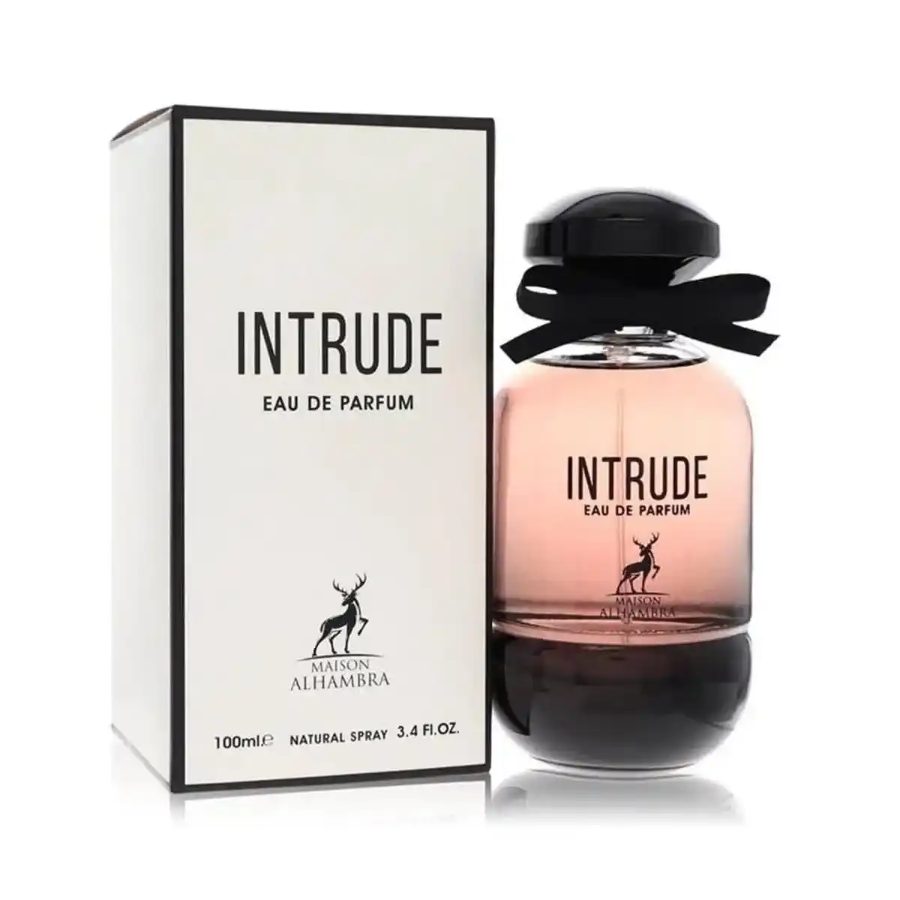 INTRUDE
EAU DE PARFUM
MAISON
ALHAMBRA
100ml.e NATURAL SPRAY 3.4 Fl.OZ.
INTRUDE
EAU DE PARFUM
MAISON
ALHAMBRA